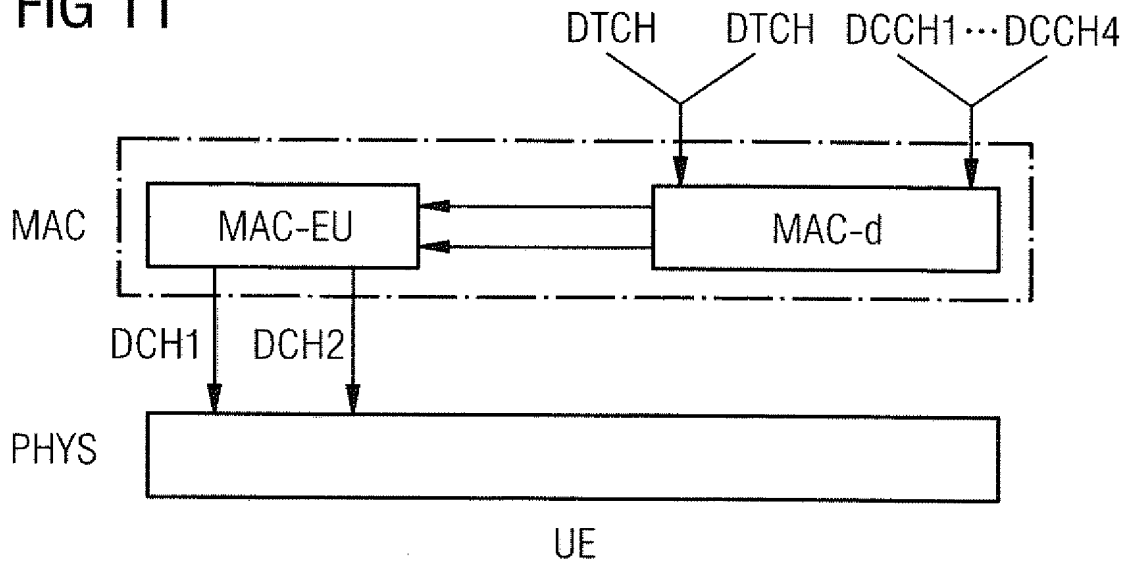 FIG 11
DTCH DTCH DCCH1···DCCH4
MAC MAC-EU MAC-d
DCH1 DCH2
PHYS
UE